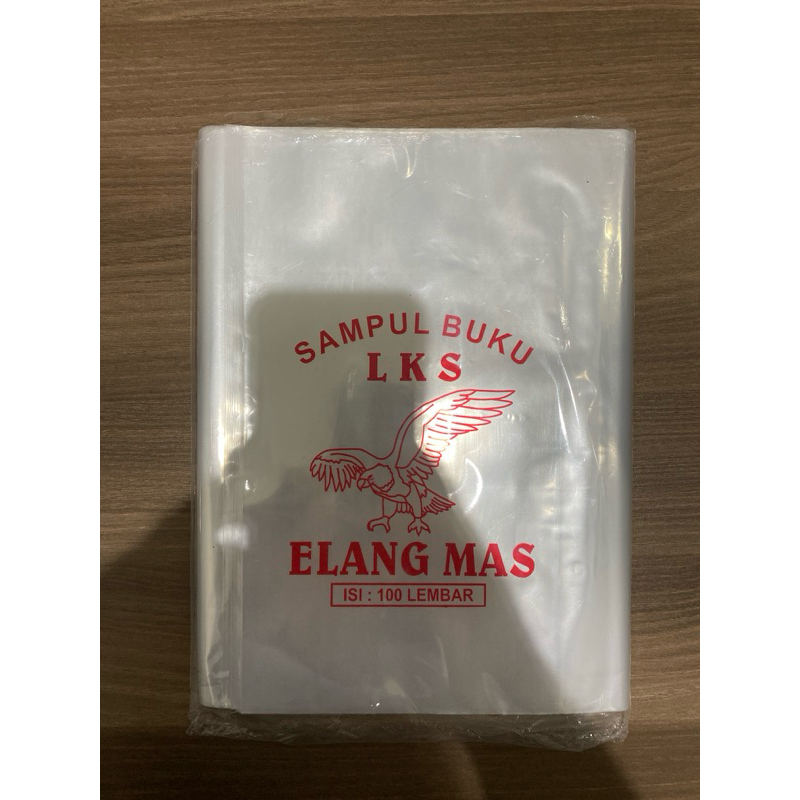 SAMPUL BUKU
LKS
ELANG MAS
ISI : 100 LEMBAR